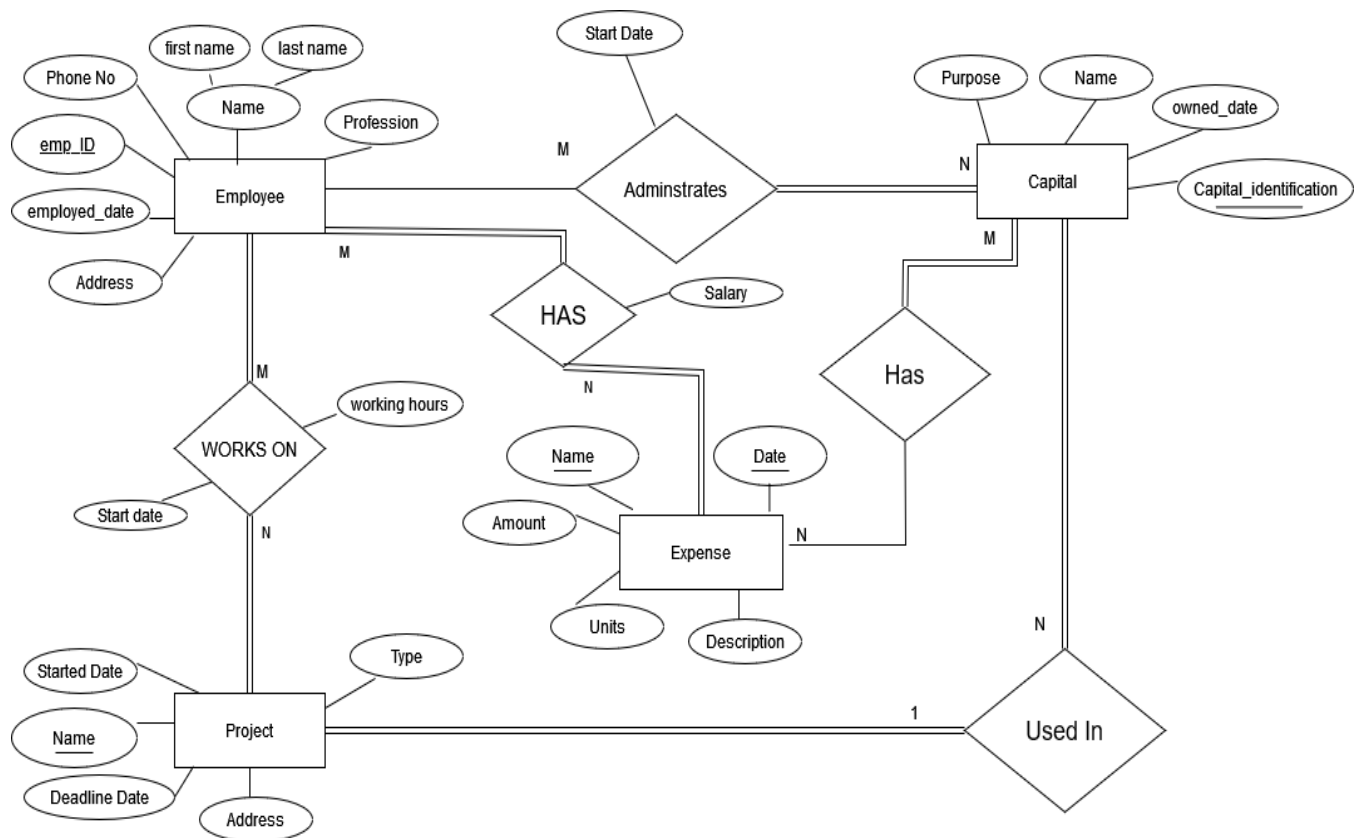 first name
last name
Start Date
Phone No
Name
Purpose
Name
owned_date
Profession
emp_ID
M
N
Employee
Adminstrates
Capital
Capital_identification
employed_date
M
M
Address
Salary
HAS
Has
M
N
working hours
WORKS ON
Name
Date
Start date
Amount
N
N
Expense
Units
Description
N
Started Date
Type
1
Name
Project
Used In
Deadline Date
Address